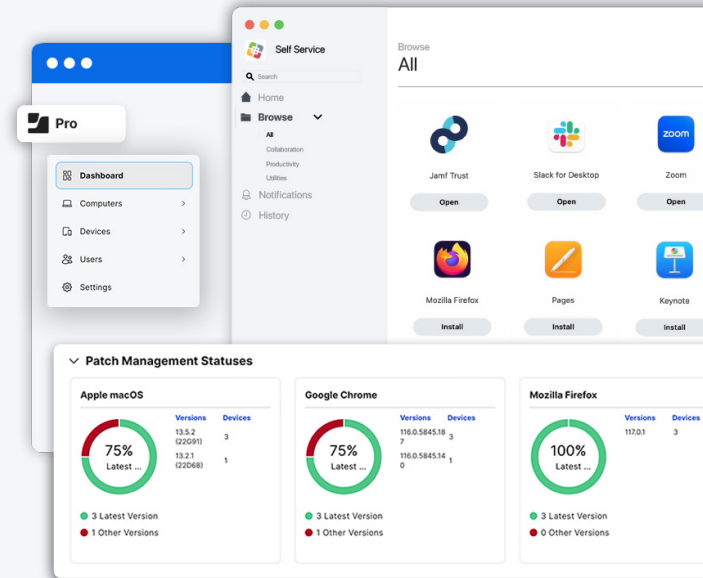 Self Service
Search
Home
Browse
All
Collaboration
Productivity
Utilities
Notifications
History
Browse
All
Jamf Trust
Open
Slack for Desktop
Open
zoom
Zoom
Open
Mozilla Firefox
Install
Pages
Install
Keynote
Install
Pro
Dashboard
Computers
Devices
Users
Settings
Patch Management Statuses
Apple macOS
75%
Latest ...
Versions Devices
13.5.2
(22G91) 3
13.2.1
(22D68) 1
3 Latest Version
1 Other Versions
Google Chrome
75%
Latest ...
Versions Devices
116.0.5845.18
7 3
116.0.5845.14
0 1
3 Latest Version
1 Other Versions
Mozilla Firefox
100%
Latest ...
Versions Devices
117.0.1 3
3 Latest Version
0 Other Versions